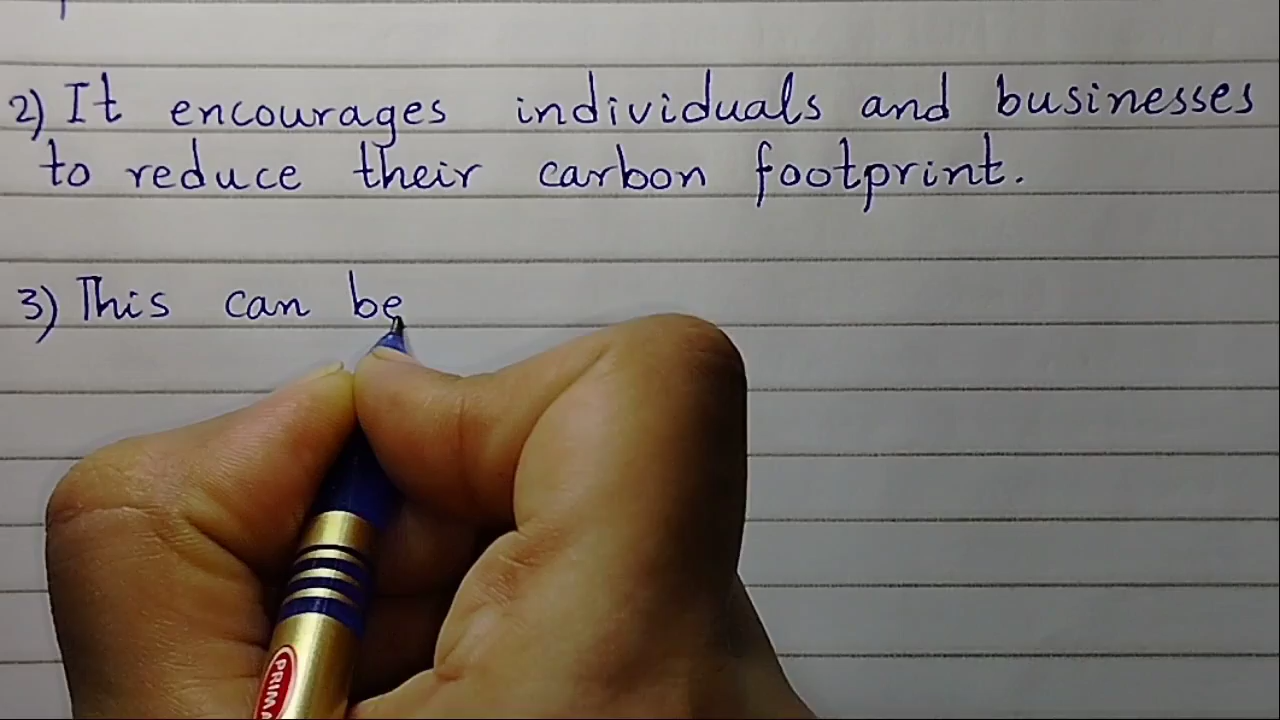 2) It encourages individuals and businesses
to reduce their carbon footprint.
3) This can be